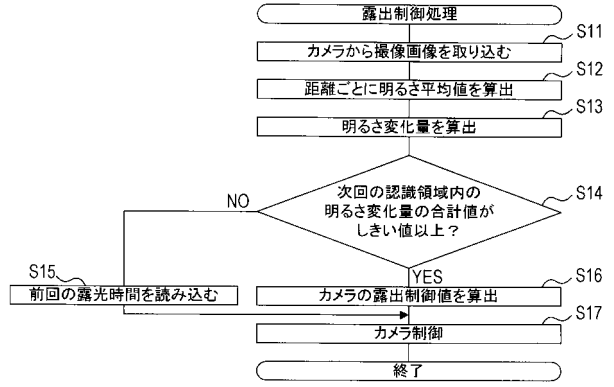 露出制御処理
S11
カメラから撮像画像を取り込む
S12
距離ごとに明るさ平均値を算出
S13
明るさ変化量を算出
S14
次回の認識領域内の
明るさ変化量の合計値が
しきい値以上？
NO
YES
S15
前回の露光時間を読み込む
S16
カメラの露出制御値を算出
S17
カメラ制御
終了